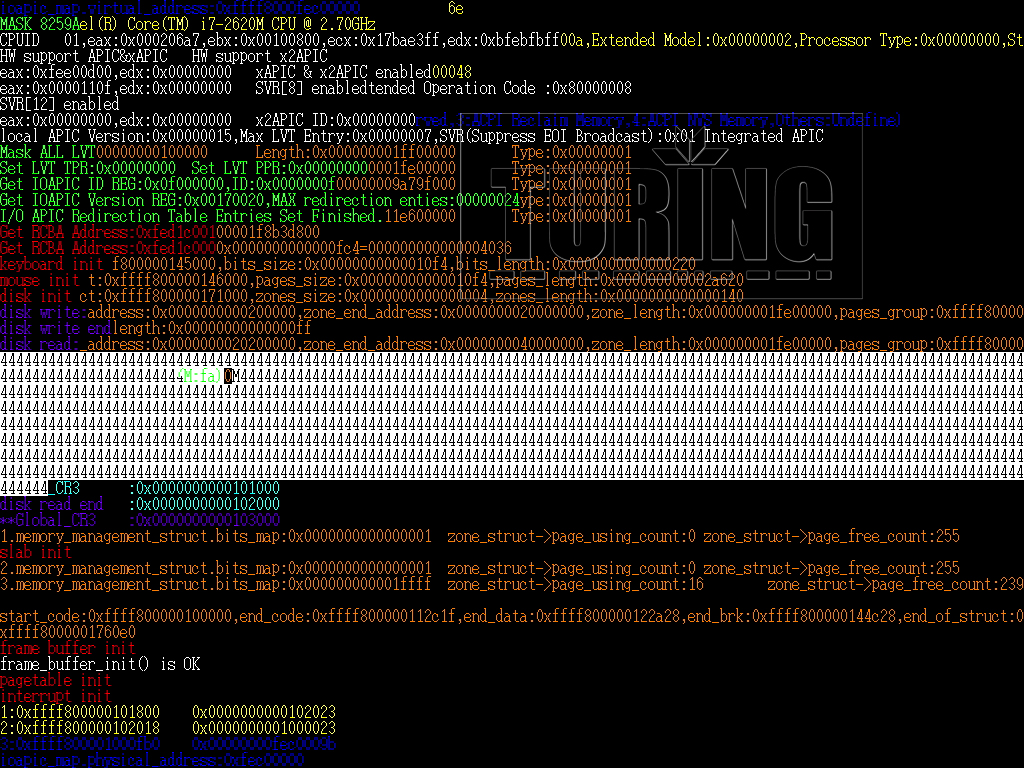 ioapic_map.virtual_address:0xffff8000fec00000 6e
MASK 8259Ael(R) Core(TM) i7-2620M CPU @ 2.70GHz
CPUID 01,eax:0x000206a7,ebx:0x00100800,ecx:0x17bae3ff,edx:0xbfebfbff00a,Extended Model:0x00000002,Processor Type:0x00000000,St
HW support APIC&xAPIC HW support x2APIC
eax:0xfee00d00,edx:0x00000000 xAPIC & x2APIC enabled00048
eax:0x0000110f,edx:0x00000000 SVR[8] enabledtended Operation Code :0x80000008
SVR[12] enabled
eax:0x00000000,edx:0x00000000 x2APIC ID:0x00000000rved,3:ACPI Reclaim Memory,4:ACPI NVS Memory,Others:Undefine)
local APIC Version:0x00000015,Max LVT Entry:0x00000007,SVR(Suppress EOI Broadcast):0x01 Integrated APIC
Mask ALL LVT00000000100000 Length:0x000000001ff00000 Type:0x00000001
Set LVT TPR:0x00000000 Set LVT PPR:0x000000000001fe00000 Type:0x00000001
Get IOAPIC ID REG:0x0f000000,ID:0x0000000f00000009a79f000 Type:0x00000001
Get IOAPIC Version REG:0x00170020,MAX redirection enties:00000024ype:0x00000001
I/O APIC Redirection Table Entries Set Finished.11e600000 Type:0x00000001
TURING
Get RCBA Address:0xfed1c00100001f8b3d800
Get RCBA Address:0xfed1c0000x0000000000000fc4=000000000000004036
keyboard init f800000145000,bits_size:0x00000000000010f4,bits_length:0x0000000000000220
mouse init t:0xffff800000146000,pages_size:0x00000000000010f4,pages_length:0x000000000002a620
disk init ct:0xffff800000171000,zones_size:0x0000000000000004,zones_length:0x0000000000000140
disk write:address:0x0000000000200000,zone_end_address:0x0000000020000000,zone_length:0x000000001fe00000,pages_group:0xffff80000
disk write endlength:0x00000000000000ff
disk read:_address:0x0000000020200000,zone_end_address:0x0000000040000000,zone_length:0x000000001fe00000,pages_group:0xffff80000
44444444444444444444444444444444444444444444444444444444444444444444444444444444444444444444444444444444444444444444444444444444
44444444444444444444444(M:fa)0M44444444444444444444444444444444444444444444444444444444444444444444444444444444444444444444444444
44444444444444444444444444444444444444444444444444444444444444444444444444444444444444444444444444444444444444444444444444444444
44444444444444444444444444444444444444444444444444444444444444444444444444444444444444444444444444444444444444444444444444444444
44444444444444444444444444444444444444444444444444444444444444444444444444444444444444444444444444444444444444444444444444444444
44444444444444444444444444444444444444444444444444444444444444444444444444444444444444444444444444444444444444444444444444444444
44444444444444444444444444444444444444444444444444444444444444444444444444444444444444444444444444444444444444444444444444444444
44444444444444444444444444444444444444444444444444444444444444444444444444444444444444444444444444444444444444444444444444444444
444444_CR3 :0x0000000000101000
disk read end :0x0000000000102000
**Global_CR3 :0x0000000000103000
1.memory_management_struct.bits_map:0x0000000000000001 zone_struct->page_using_count:0 zone_struct->page_free_count:255
slab init
2.memory_management_struct.bits_map:0x0000000000000001 zone_struct->page_using_count:0 zone_struct->page_free_count:255
3.memory_management_struct.bits_map:0x000000000001ffff zone_struct->page_using_count:16 zone_struct->page_free_count:239
start_code:0xffff800000100000,end_code:0xffff800000112c1f,end_data:0xffff800000122a28,end_brk:0xffff800000144c28,end_of_struct:0
xffff8000001760e0
frame buffer init
frame_buffer_init() is OK
pagetable init
interrupt init
1:0xffff800000101800 0x0000000000102023
2:0xffff800000102018 0x0000000001000023
3:0xffff800001000fb0 0x00000000fec0009b
ioapic_map.physical_address:0xfec00000